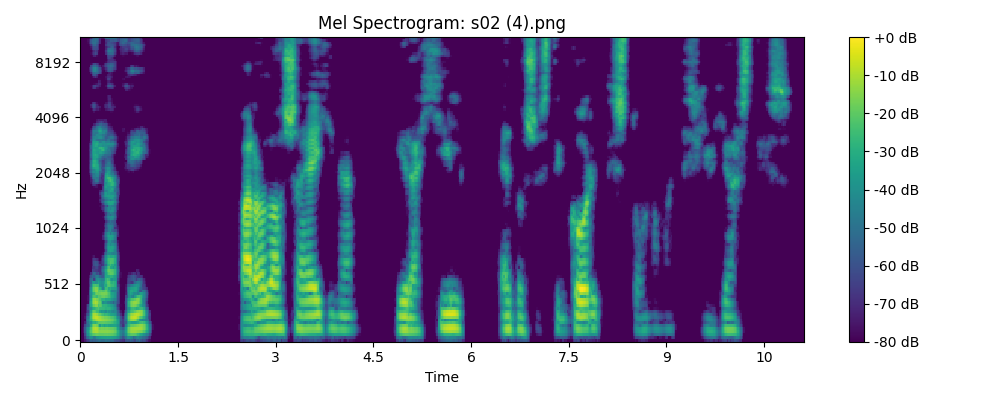 Mel Spectrogram: s02 (4).png
+0 dB
8192
-10 dB
4096
-20 dB
-30 dB
2048
-40 dB
Hz
1024
-50 dB
512
-60 dB
-70 dB
0
-80 dB
0 1.5 3 4.5 6 7.5 9 10
Time